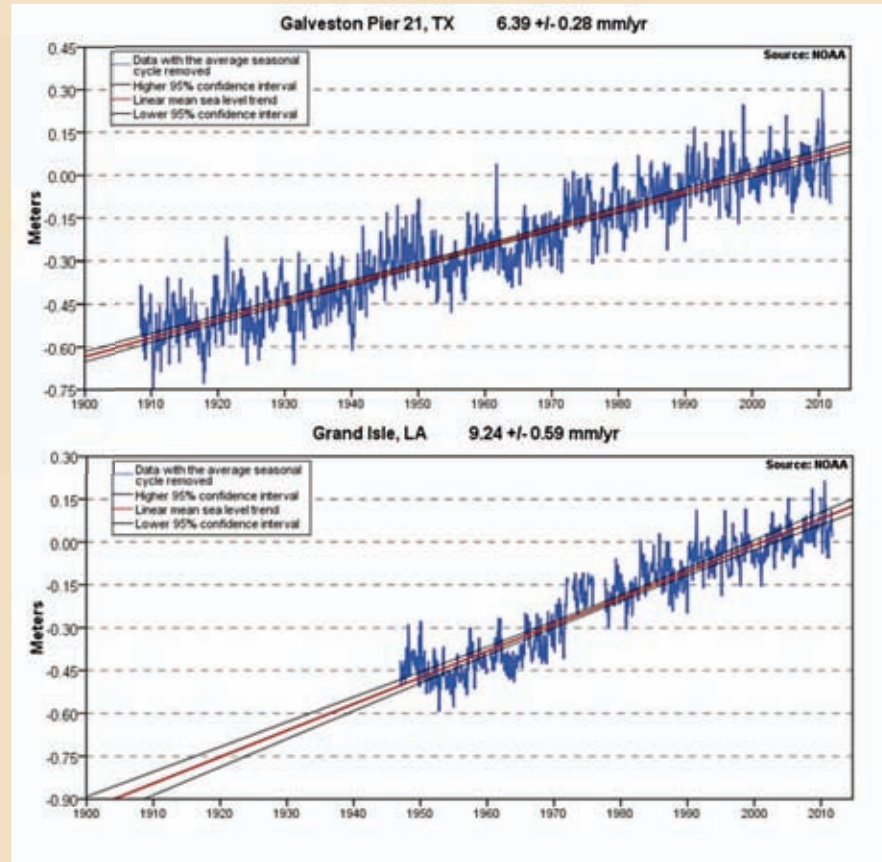 Galveston Pier 21, TX 6.39 +/- 0.28 mm/yr
Source: NOAA
Data with the average seasonal
cycle removed
Higher 95% confidence interval
Linear mean sea level trend
Lower 95% confidence interval
Meters
0.45
0.30
0.15
0.00
-0.15
-0.30
-0.45
-0.60
-0.75
1900 1910 1920 1930 1940 1950 1960 1970 1980 1990 2000 2010
Grand Isle, LA 9.24 +/- 0.59 mm/yr
Source: NOAA
Data with the average seasonal
cycle removed
Higher 95% confidence interval
Linear mean sea level trend
Lower 95% confidence interval
Meters
0.30
0.15
0.00
-0.15
-0.30
-0.45
-0.60
-0.75
-0.90
1900 1910 1920 1930 1940 1950 1960 1970 1980 1990 2000 2010